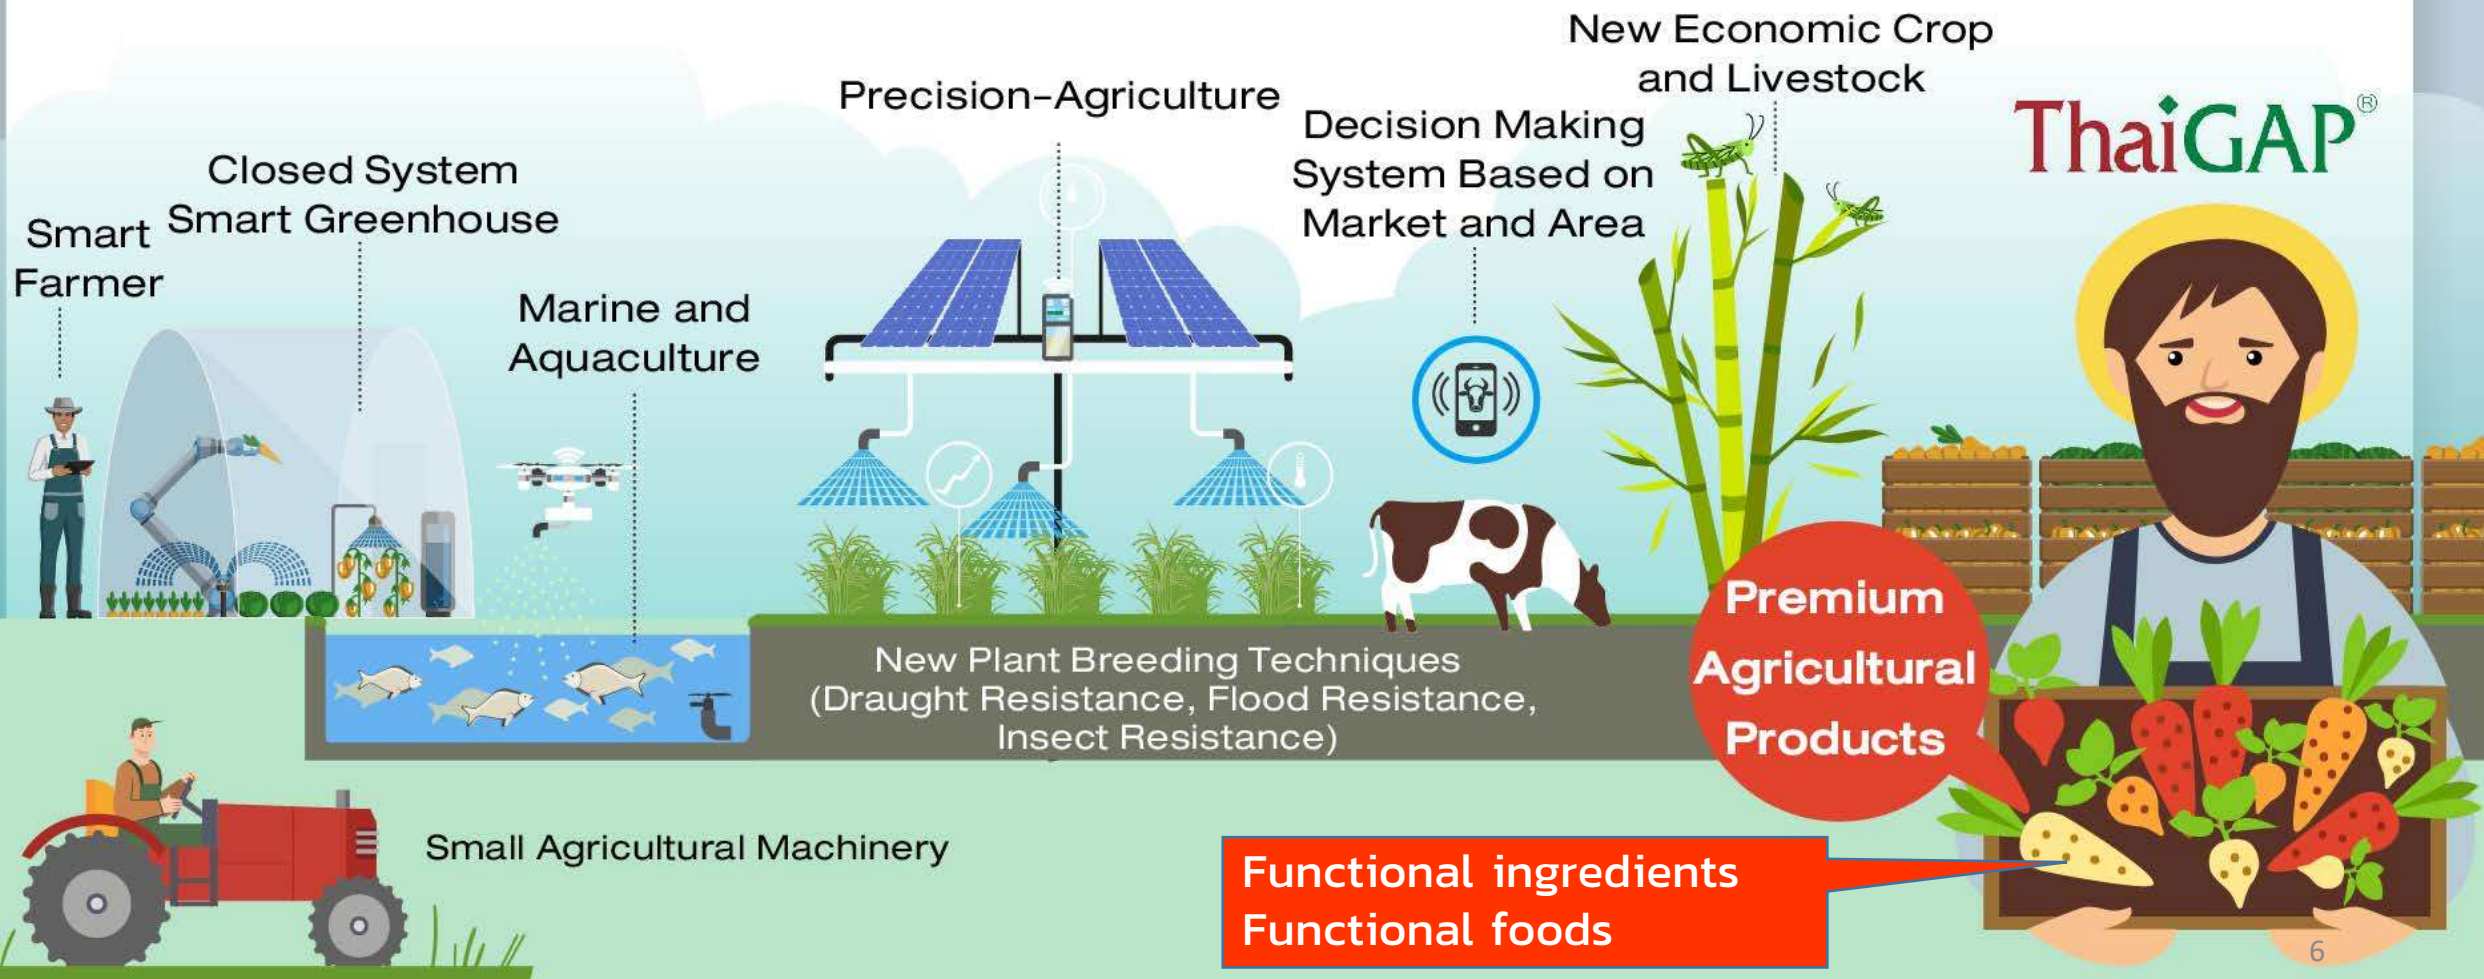 New Economic Crop
and Livestock
ThaiGAP®
Precision-Agriculture
Decision Making
System Based on
Market and Area
Closed System
Smart Greenhouse
Smart
Farmer
Marine and
Aquaculture
New Plant Breeding Techniques
(Draught Resistance, Flood Resistance,
Insect Resistance)
Premium
Agricultural
Products
Small Agricultural Machinery
Functional ingredients
Functional foods
6